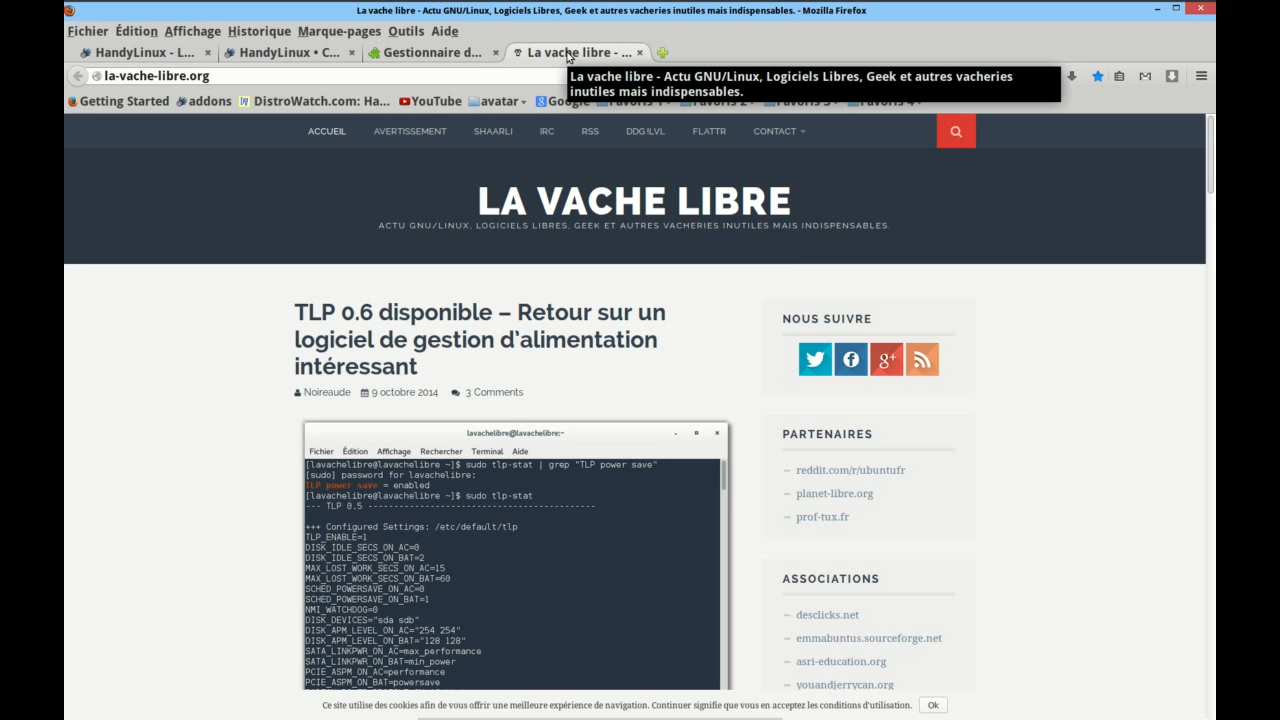 La vache libre - Actu GNU/Linux, Logiciels Libres, Geek et autres vacheries inutiles mais indispensables. - Mozilla Firefox
Fichier Édition Affichage Historique Marque-pages Outils Aide
HandyLinux - L... HandyLinux • C... Gestionnaire d... La vache libre - ...
la-vache-libre.org
La vache libre - Actu GNU/Linux, Logiciels Libres, Geek et autres vacheries
inutiles mais indispensables.
Getting Started addons DistroWatch.com: Ha... YouTube avatar Google
ACCUEIL AVERTISSEMENT SHAARLI IRC RSS DDG !LVL FLATTR CONTACT
LA VACHE LIBRE
ACTU GNU/LINUX, LOGICIELS LIBRES, GEEK ET AUTRES VACHERIES INUTILES MAIS INDISPENSABLES.
TLP 0.6 disponible – Retour sur un
logiciel de gestion d'alimentation
intéressant
Noireaude 9 octobre 2014 3 Comments
lavachelibre@lavachelibre:~
Fichier Édition Affichage Rechercher Terminal Aide
[lavachelibre@lavachelibre ~]$ sudo tlp-stat | grep "TLP power save"
[sudo] password for lavachelibre:
TLP power save = enabled
[lavachelibre@lavachelibre ~]$ sudo tlp-stat
--- TLP 0.5 --------------------------------------------
+++ Configured Settings: /etc/default/tlp
TLP_ENABLE=1
DISK_IDLE_SECS_ON_AC=0
DISK_IDLE_SECS_ON_BAT=2
MAX_LOST_WORK_SECS_ON_AC=15
MAX_LOST_WORK_SECS_ON_BAT=60
SCHED_POWERSAVE_ON_AC=0
SCHED_POWERSAVE_ON_BAT=1
NMI_WATCHDOG=0
DISK_DEVICES="sda sdb"
DISK_APM_LEVEL_ON_AC="254 254"
DISK_APM_LEVEL_ON_BAT="128 128"
SATA_LINKPWR_ON_AC=max_performance
SATA_LINKPWR_ON_BAT=min_power
PCIE_ASPM_ON_AC=performance
PCIE_ASPM_ON_BAT=powersave
NOUS SUIVRE
PARTENAIRES
reddit.com/r/ubuntufr
planet-libre.org
prof-tux.fr
ASSOCIATIONS
desclicks.net
emmabuntus.sourceforge.net
asri-education.org
youandjerrycan.org
Ce site utilise des cookies afin de vous offrir une meilleure expérience de navigation. Continuer signifie que vous en acceptez les conditions d'utilisation. Ok